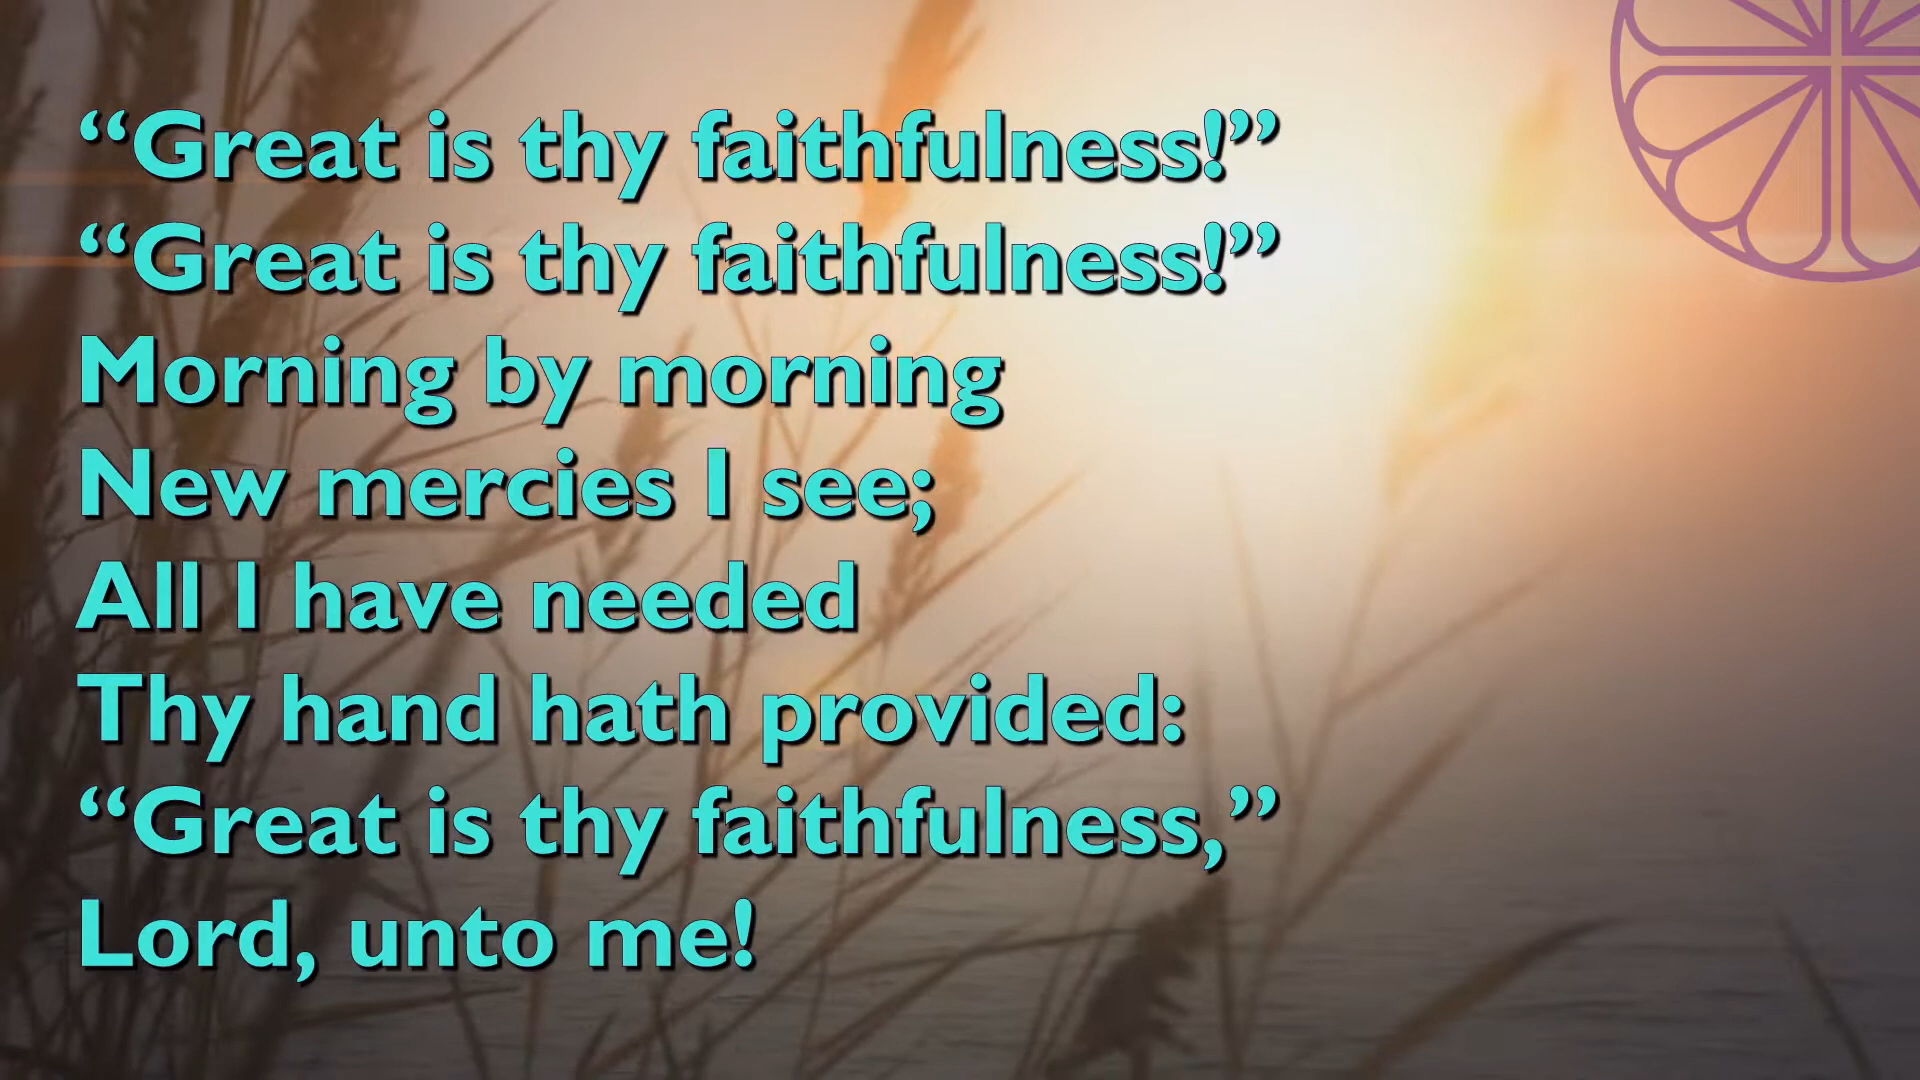 “Great is thy faithfulness!”
“Great is thy faithfulness!”
Morning by morning
New mercies I see;
All I have needed
Thy hand hath provided:
“Great is thy faithfulness,”
Lord, unto me!